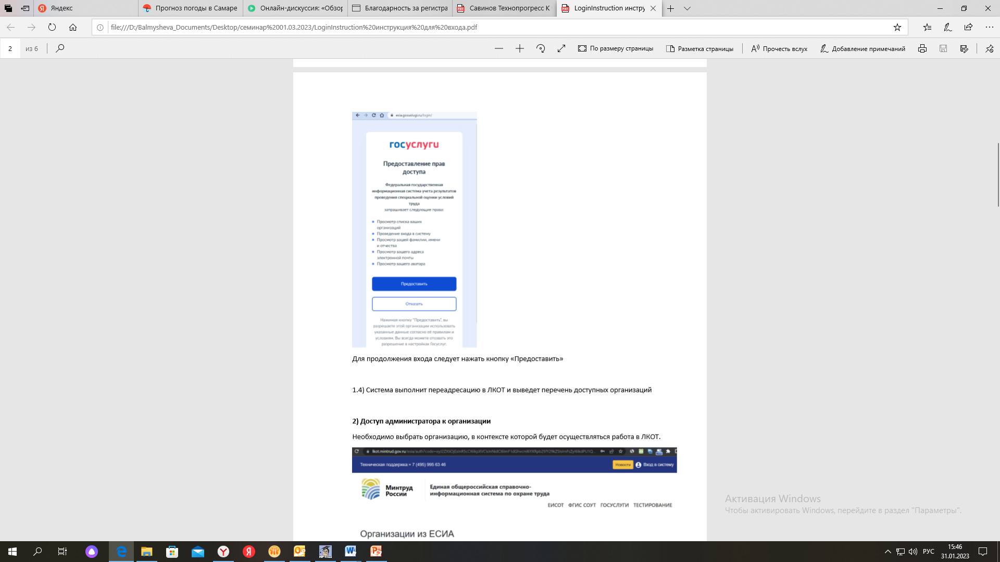 Яндекс
Прогноз погоды в Самаре
Онлайн-дискуссия: «Обзор
Благодарность за регистра
Савинов Технопрогресс К
LoginInstruction инстру
file:///D:/Balmysheva_Documents/Desktop/семинар%2001.03.2023/LoginInstruction%20инструкция%20для%20входа.pdf
2 из 6
По размеру страницы
Разметка страницы
Прочесть вслух
Добавление примечаний
esia.gosuslugi.ru/login/
госуслуги
Предоставление прав
доступа
Федеральная государственная
информационная система учета результатов
проведения специальной оценки условий
труда
запрашивает следующие права:
Просмотр списка ваших
организаций
Проведение входа в систему
Просмотр вашей фамилии, имени
и отчества
Просмотр вашего адреса
электронной почты
Просмотр вашего аватара
Предоставить
Отказать
Нажимая кнопку "Предоставить", вы
разрешаете этой организации использовать
указанные данные согласно её правилам и
условиям. Вы всегда можете отозвать это
разрешение в настройках Госуслуг.
Для продолжения входа следует нажать кнопку «Предоставить»
1.4) Система выполнит переадресацию в ЛКОТ и выведет перечень доступных организаций
2) Доступ администратора к организации
Необходимо выбрать организацию, в контексте которой будет осуществляться работа в ЛКОТ.
lkot.mintrud.gov.ru/esia/auth?code=
Техническая поддержка:+ 7 (495) 995 63 46
Новости
Вход в систему
Минтруд
России
Единая общероссийская справочно-
информационная система по охране труда
ЕИСОТ ФГИС СОУТ ГОСУСЛУГИ ТЕСТИРОВАНИЕ
Организации из ЕСИА
Активация Windows
Чтобы активировать Windows, перейдите в раздел "Параметры".
РУС
15:46
31.01.2023